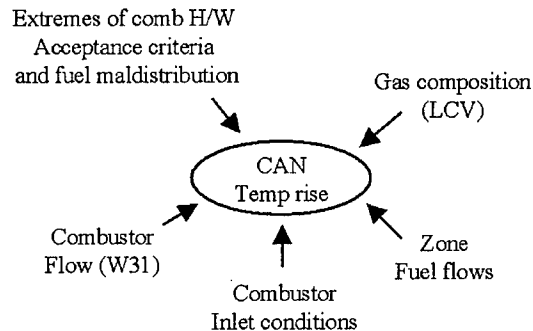 Extremes of comb H/W
Acceptance criteria
and fuel maldistribution
Gas composition
(LCV)
CAN
Temp rise
Combustor
Flow (W31)
Zone
Fuel flows
Combustor
Inlet conditions